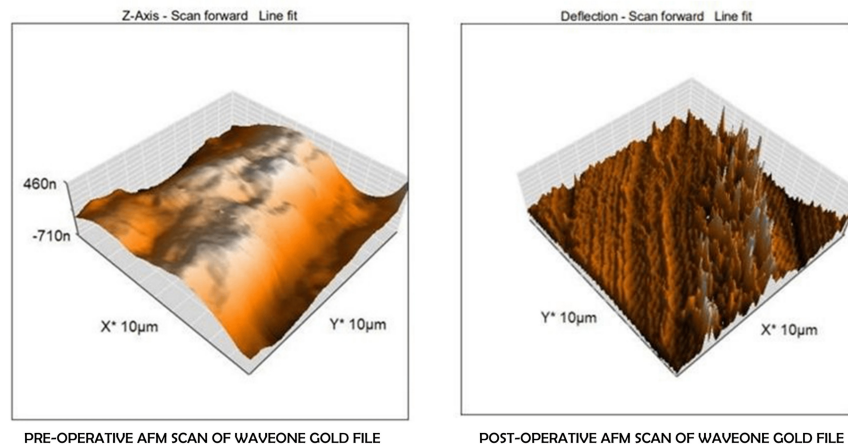 Z-Axis - Scan forward Line fit
460n
-710n
X* 10µm
Y* 10µm
PRE-OPERATIVE AFM SCAN OF WAVEONE GOLD FILE
Deflection - Scan forward Line fit
Y* 10µm
X* 10µm
POST-OPERATIVE AFM SCAN OF WAVEONE GOLD FILE